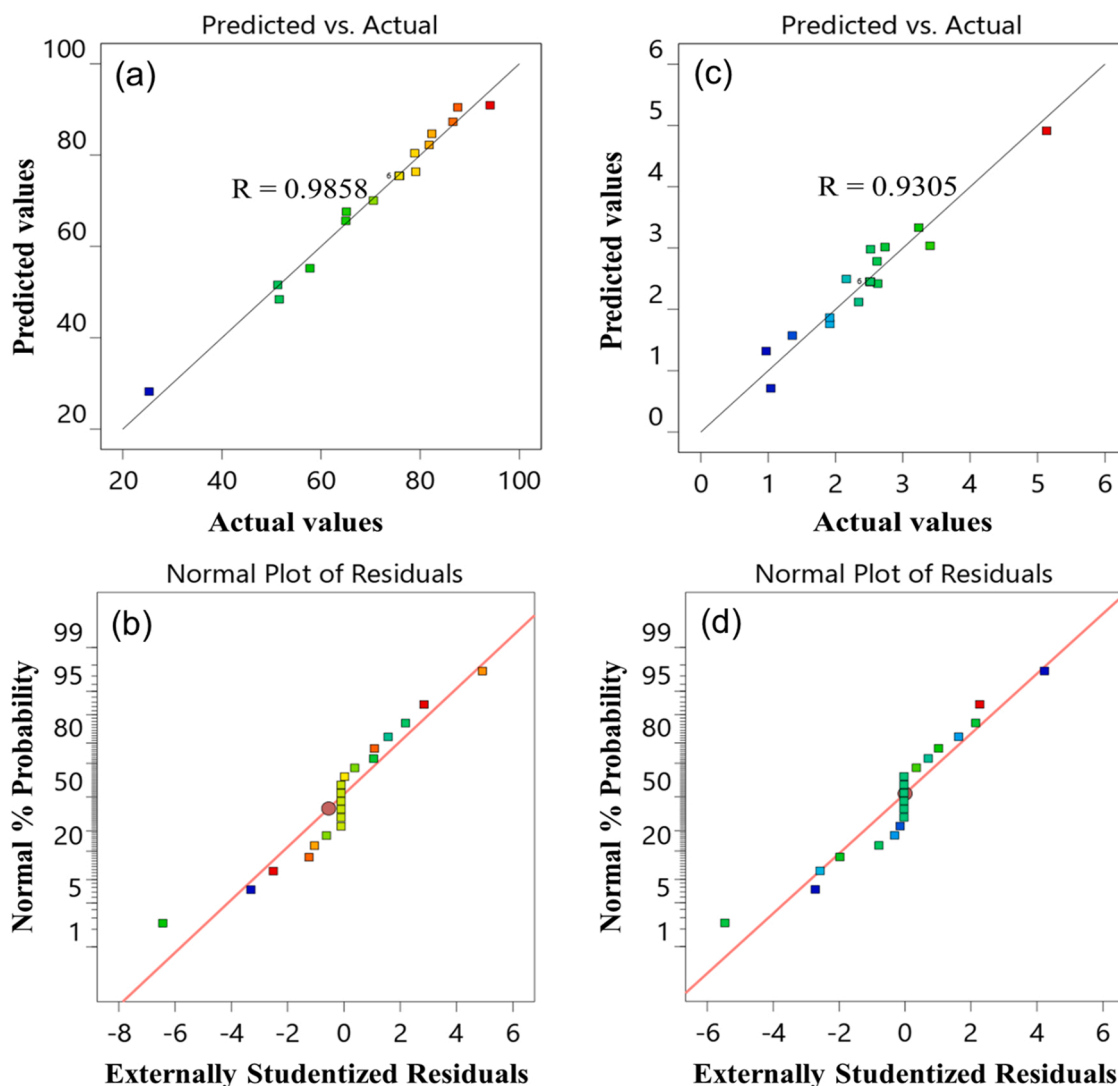 Predicted vs. Actual
(a)
R = 0.9858
6
Predicted values
100
80
60
40
20
20 40 60 80 100
Actual values
Predicted vs. Actual
(c)
R = 0.9305
6
Predicted values
6
5
4
3
2
1
0
0 1 2 3 4 5 6
Actual values
Normal Plot of Residuals
(b)
Normal % Probability
99
95
80
50
20
5
1
-8 -6 -4 -2 0 2 4 6
Externally Studentized Residuals
Normal Plot of Residuals
(d)
Normal % Probability
99
95
80
50
20
5
1
-6 -4 -2 0 2 4 6
Externally Studentized Residuals